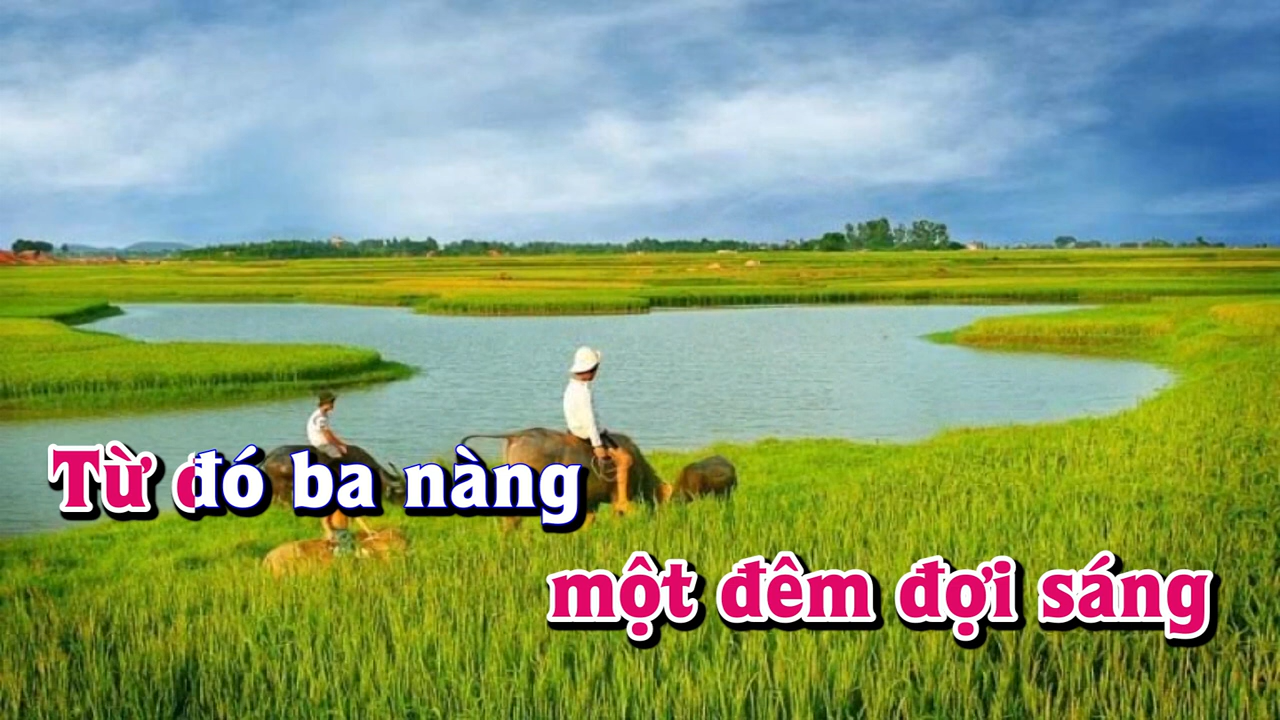 Từ đó ba nàng
một đêm đợi sáng